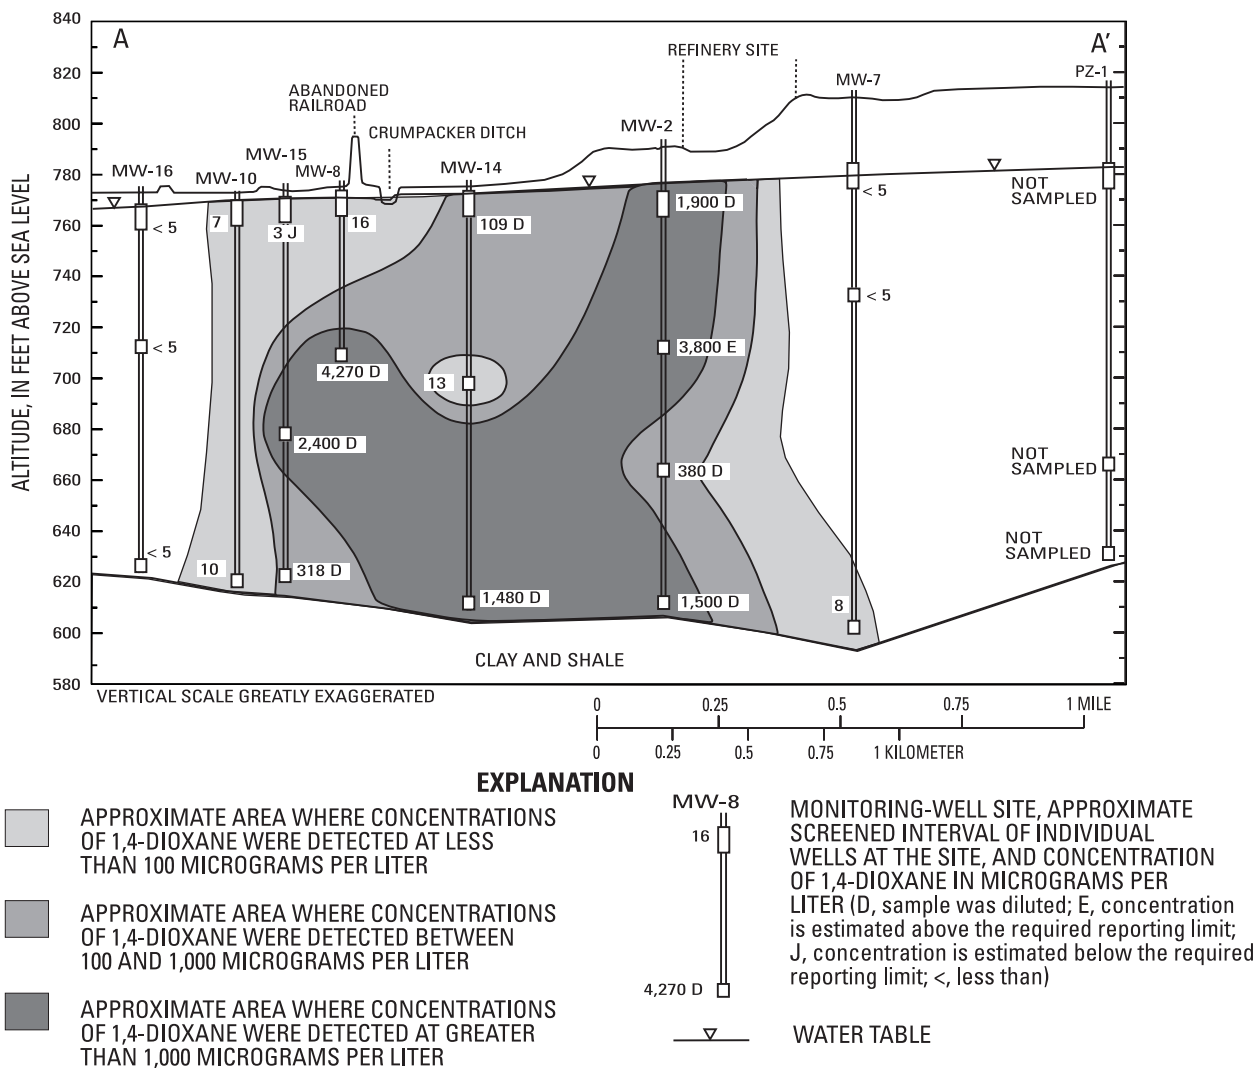 840
820
800
780
760
740
720
700
680
660
640
620
600
580
ALTITUDE, IN FEET ABOVE SEA LEVEL
A
A′
REFINERY SITE
PZ-1
MW-7
ABANDONED
RAILROAD
CRUMPACKER DITCH
MW-2
MW-15
MW-16
MW-10
MW-8
MW-14
< 5
7
3 J
16
109 D
1,900 D
< 5
NOT
SAMPLED
< 5
< 5
3,800 E
4,270 D
13
2,400 D
380 D
NOT
SAMPLED
< 5
NOT
SAMPLED
10
318 D
1,480 D
1,500 D
8
CLAY AND SHALE
VERTICAL SCALE GREATLY EXAGGERATED
0 0.25 0.5 0.75 1 MILE
0 0.25 0.5 0.75 1 KILOMETER
EXPLANATION
APPROXIMATE AREA WHERE CONCENTRATIONS
OF 1,4-DIOXANE WERE DETECTED AT LESS
THAN 100 MICROGRAMS PER LITER
APPROXIMATE AREA WHERE CONCENTRATIONS
OF 1,4-DIOXANE WERE DETECTED BETWEEN
100 AND 1,000 MICROGRAMS PER LITER
APPROXIMATE AREA WHERE CONCENTRATIONS
OF 1,4-DIOXANE WERE DETECTED AT GREATER
THAN 1,000 MICROGRAMS PER LITER
MW-8
16
4,270 D
MONITORING-WELL SITE, APPROXIMATE
SCREENED INTERVAL OF INDIVIDUAL
WELLS AT THE SITE, AND CONCENTRATION
OF 1,4-DIOXANE IN MICROGRAMS PER
LITER (D, sample was diluted; E, concentration
is estimated above the required reporting limit;
J, concentration is estimated below the required
reporting limit; <, less than)
WATER TABLE